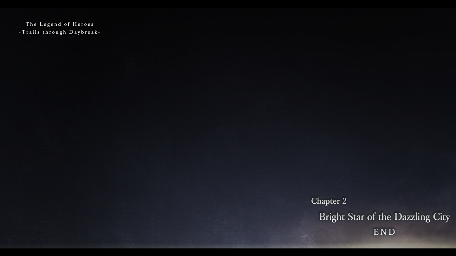 The Legend of Heroes
-Trails through Daybreak-
Chapter 2
Bright Star of the Dazzling City
END